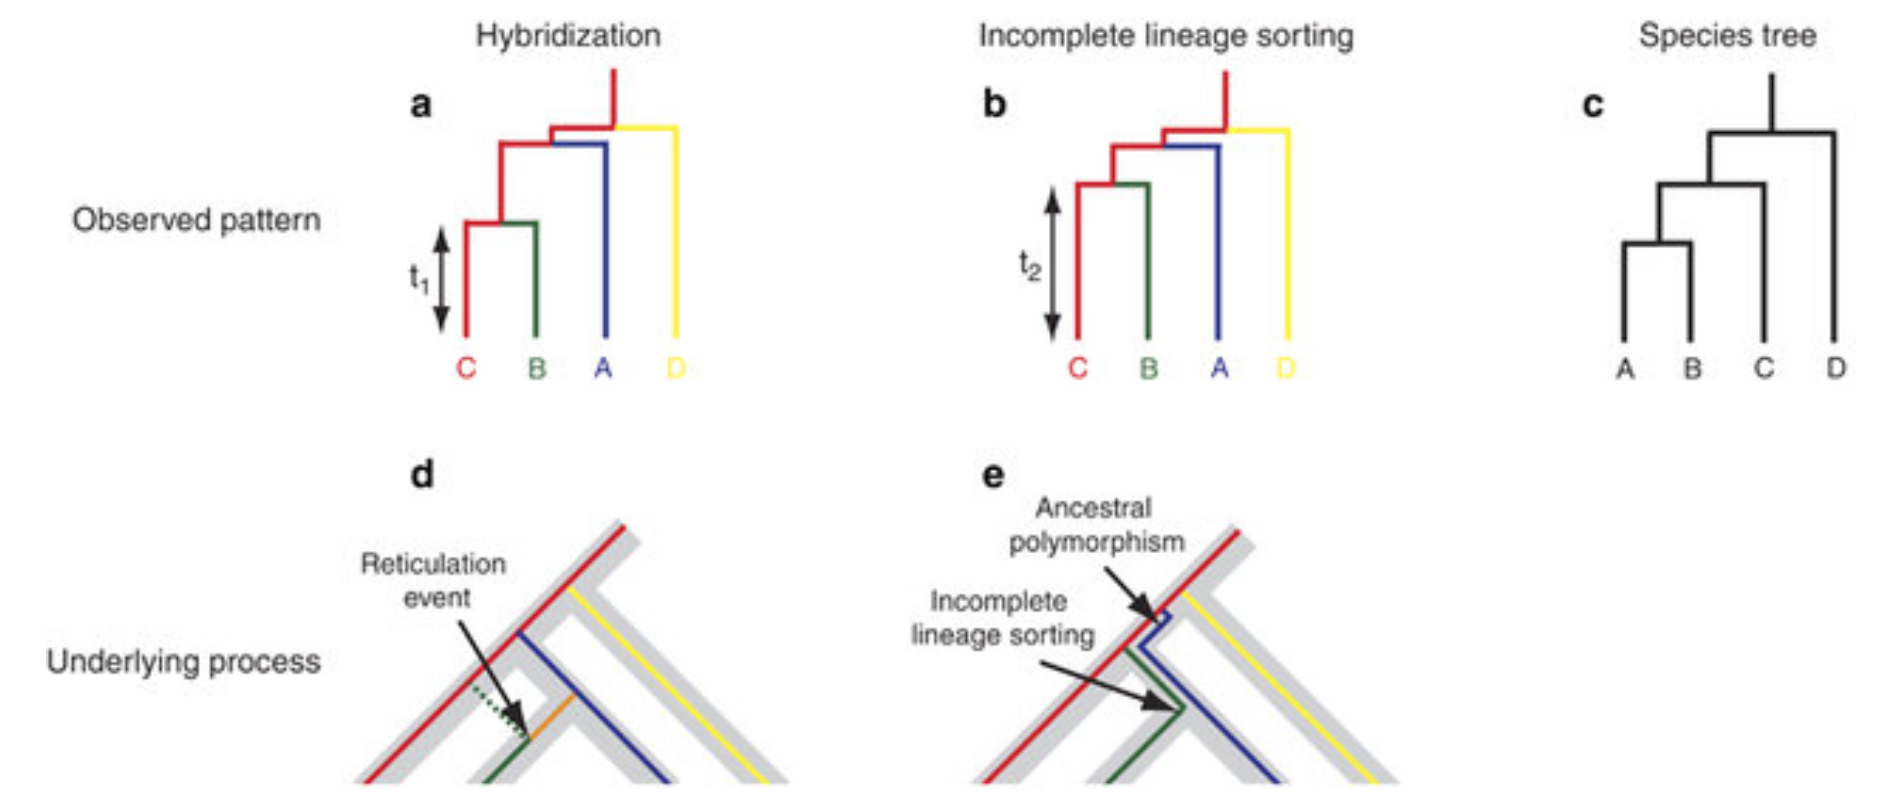 Hybridization
Incomplete lineage sorting
Species tree
a
b
c
Observed pattern
t1
t2
C B A D
C B A D
A B C D
d
e
Ancestral
polymorphism
Reticulation
event
Incomplete
lineage sorting
Underlying process